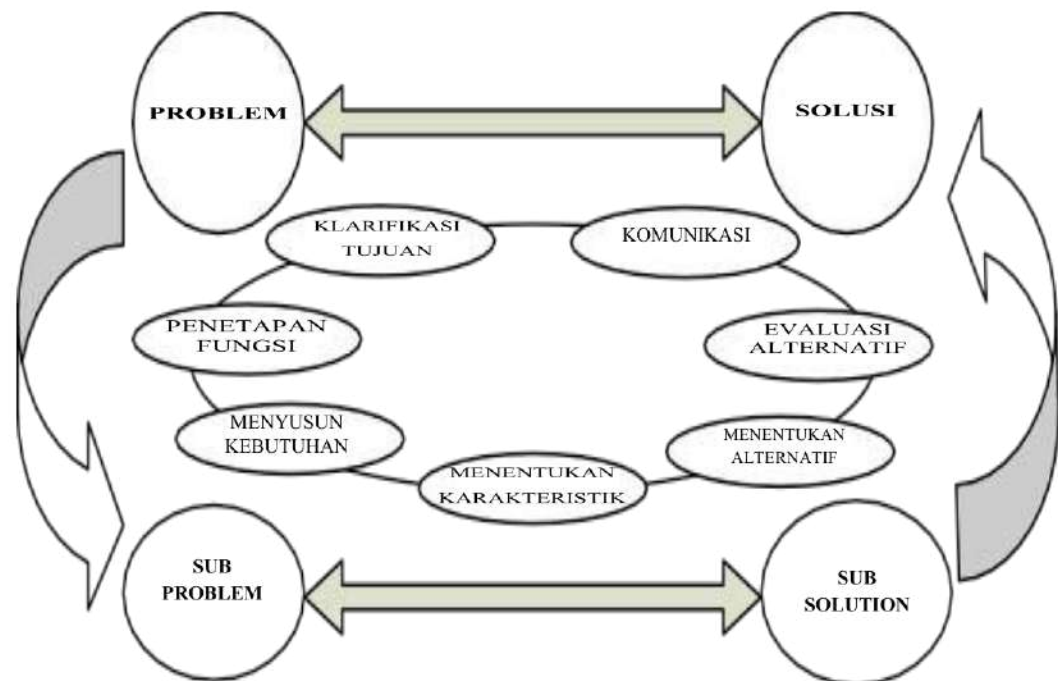 PROBLEM
SOLUSI
KLARIFIKASI
TUJUAN
KOMUNIKASI
PENETAPAN
FUNGSI
EVALUASI
ALTERNATIF
MENYUSUN
KEBUTUHAN
MENENTUKAN
ALTERNATIF
MENENTUKAN
KARAKTERISTIK
SUB
PROBLEM
SUB
SOLUTION